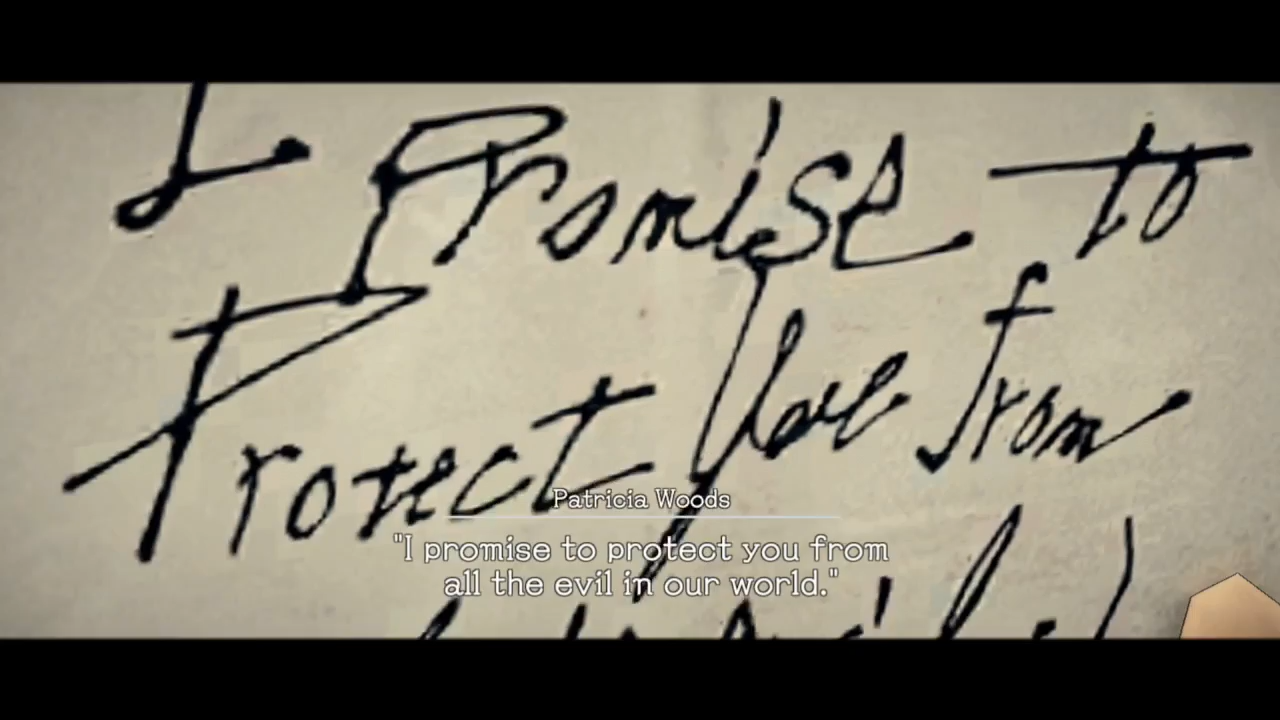 I Promise to
Protect you from
Patricia Woods
"I promise to protect you from
all the evil in our world."